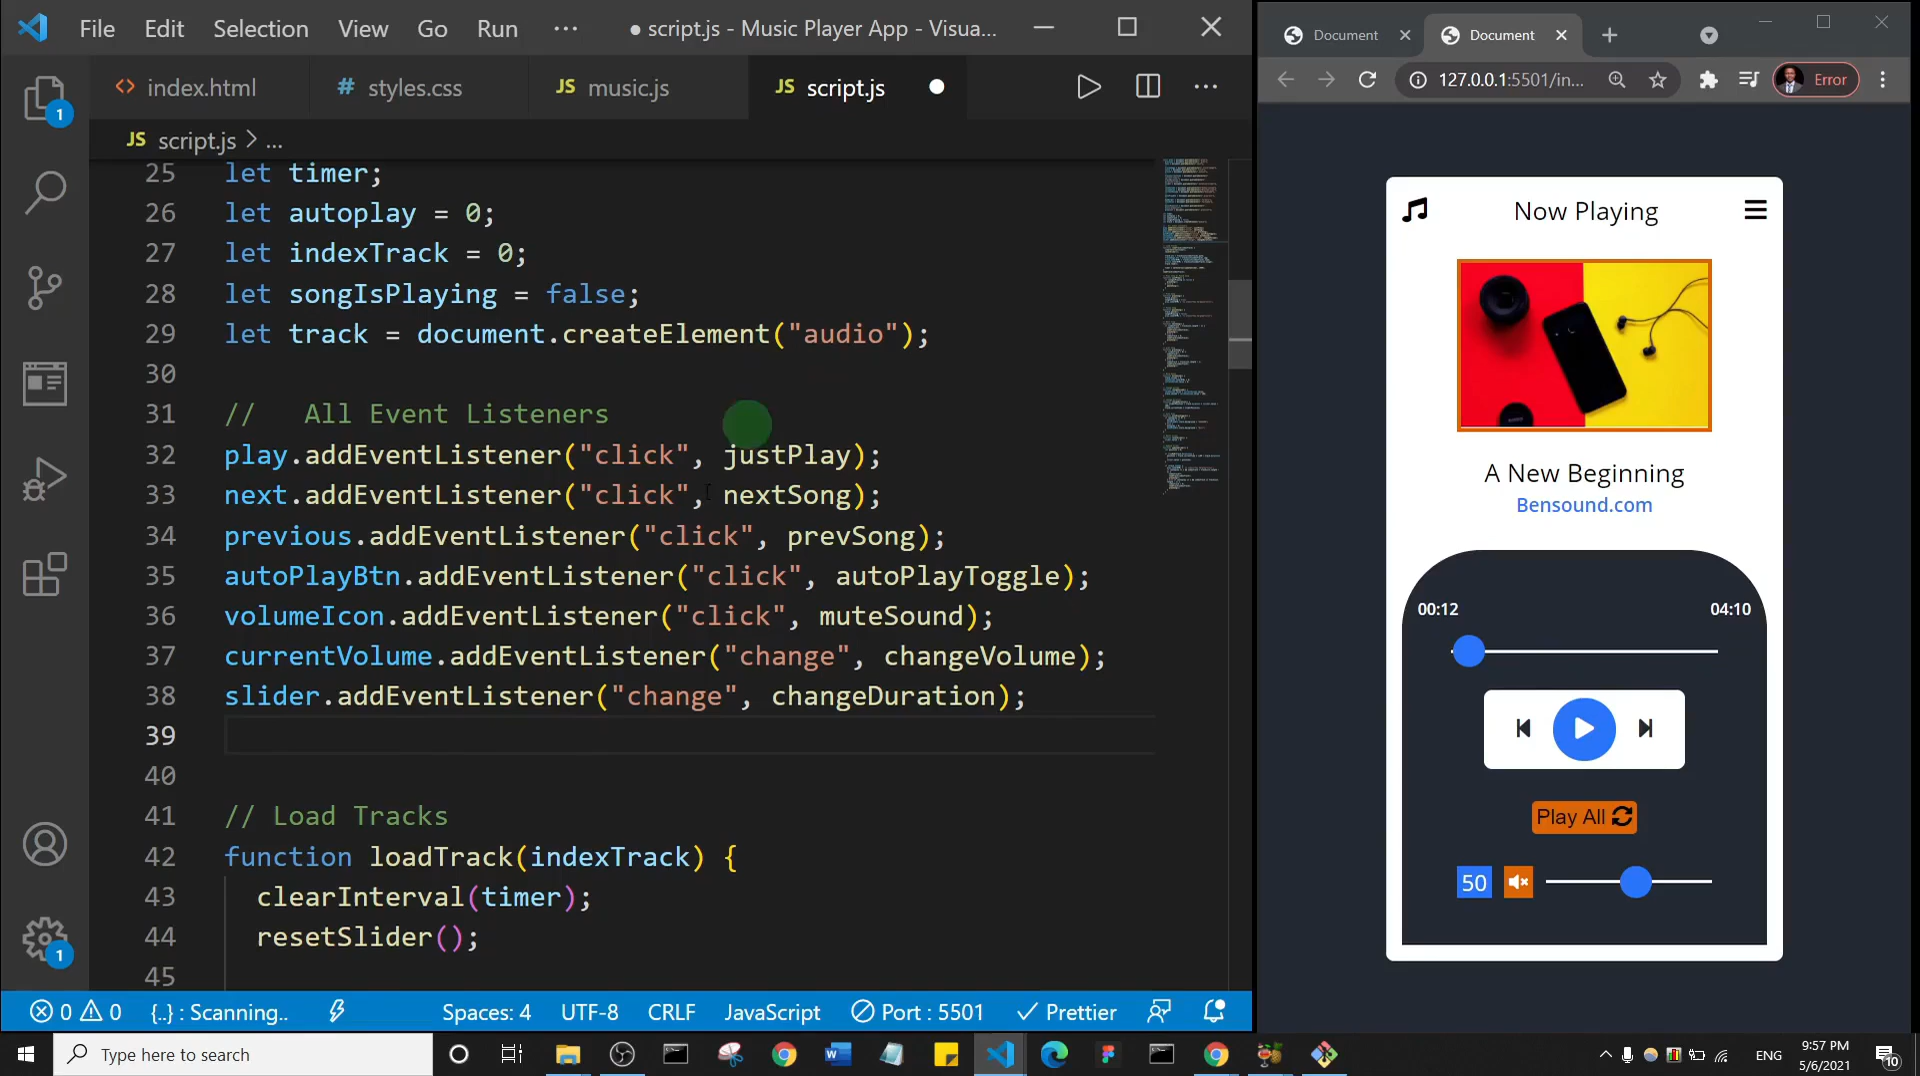 File Edit Selection View Go Run ··· ● script.js - Music Player App - Visua...
index.html # styles.css JS music.js JS script.js
JS script.js > ...
25 let timer;
26 let autoplay = 0;
27 let indexTrack = 0;
28 let songIsPlaying = false;
29 let track = document.createElement("audio");
30
31 //   All Event Listeners
32 play.addEventListener("click", justPlay);
33 next.addEventListener("click", nextSong);
34 previous.addEventListener("click", prevSong);
35 autoPlayBtn.addEventListener("click", autoPlayToggle);
36 volumeIcon.addEventListener("click", muteSound);
37 currentVolume.addEventListener("change", changeVolume);
38 slider.addEventListener("change", changeDuration);
39
40
41 // Load Tracks
42 function loadTrack(indexTrack) {
43 clearInterval(timer);
44 resetSlider();
45
1
1
0 0 {..} : Scanning.. Spaces: 4 UTF-8 CRLF JavaScript Port : 5501 Prettier
Document Document
127.0.0.1:5501/in... Error
Now Playing
A New Beginning
Bensound.com
00:12 04:10
Play All
50
Type here to search
ENG
9:57 PM
5/6/2021
10